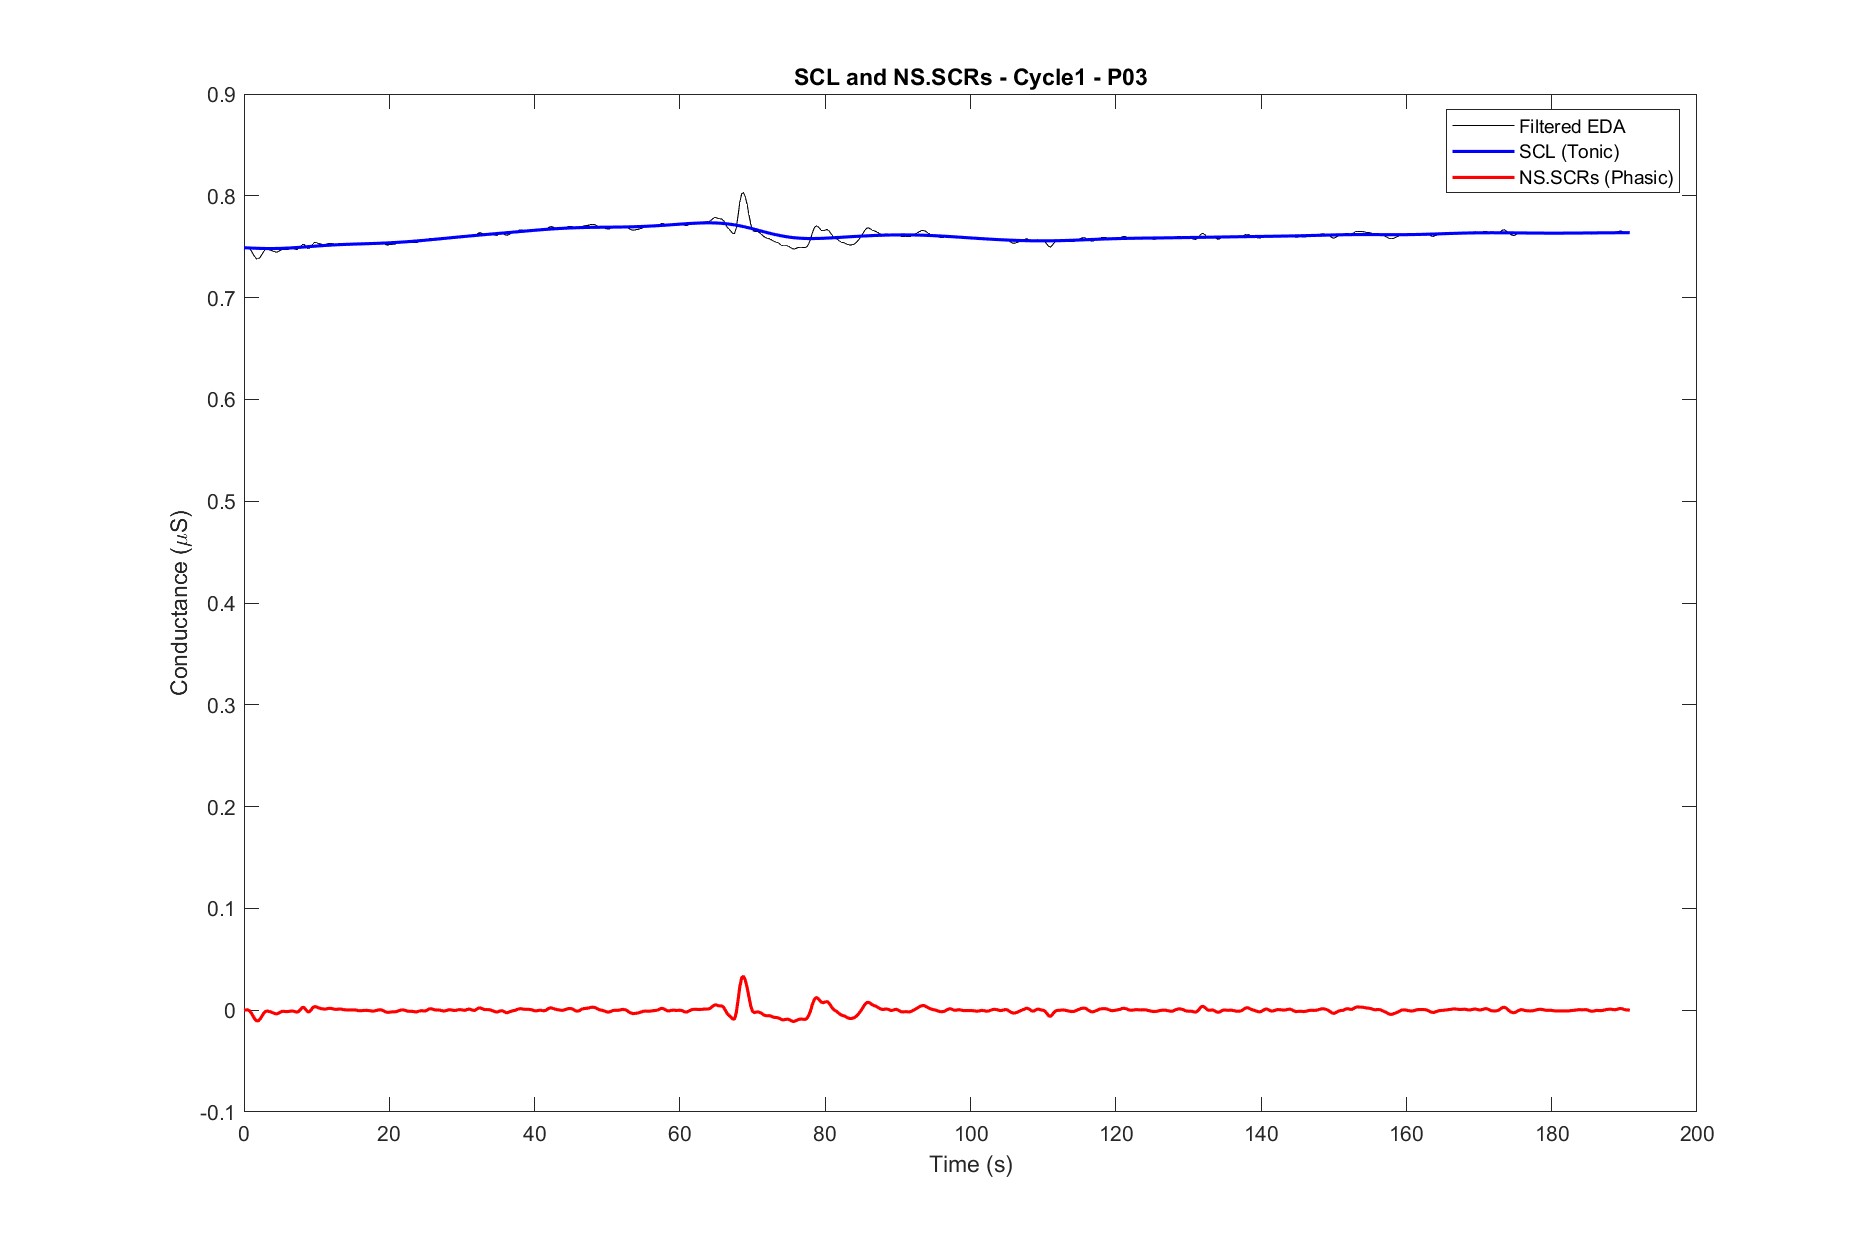 SCL and NS.SCRs - Cycle1 - P03
Filtered EDA
SCL (Tonic)
NS.SCRs (Phasic)
0.9
0.8
0.7
0.6
0.5
0.4
0.3
0.2
0.1
0
-0.1
Conductance (μS)
0 20 40 60 80 100 120 140 160 180 200
Time (s)